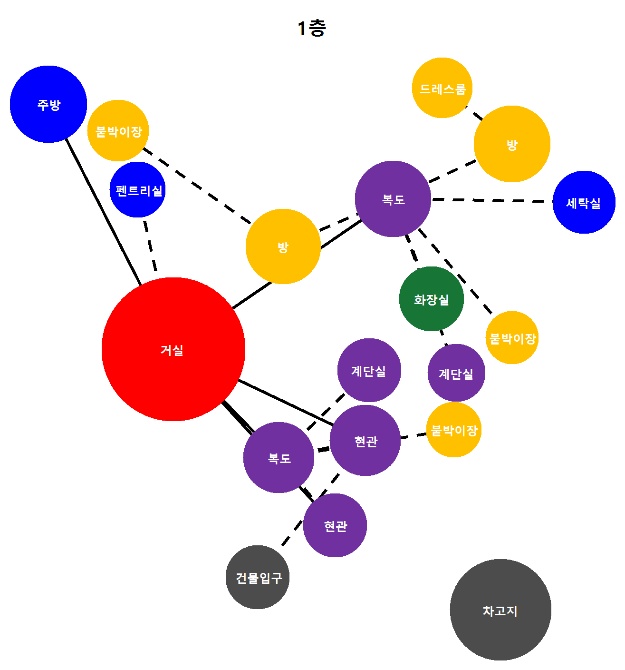 1층
드레스룸
주방
붙박이장
방
펜트리실
복도
세탁실
방
화장실
붙박이장
거실
계단실
계단실
현관
붙박이장
복도
현관
건물입구
차고지